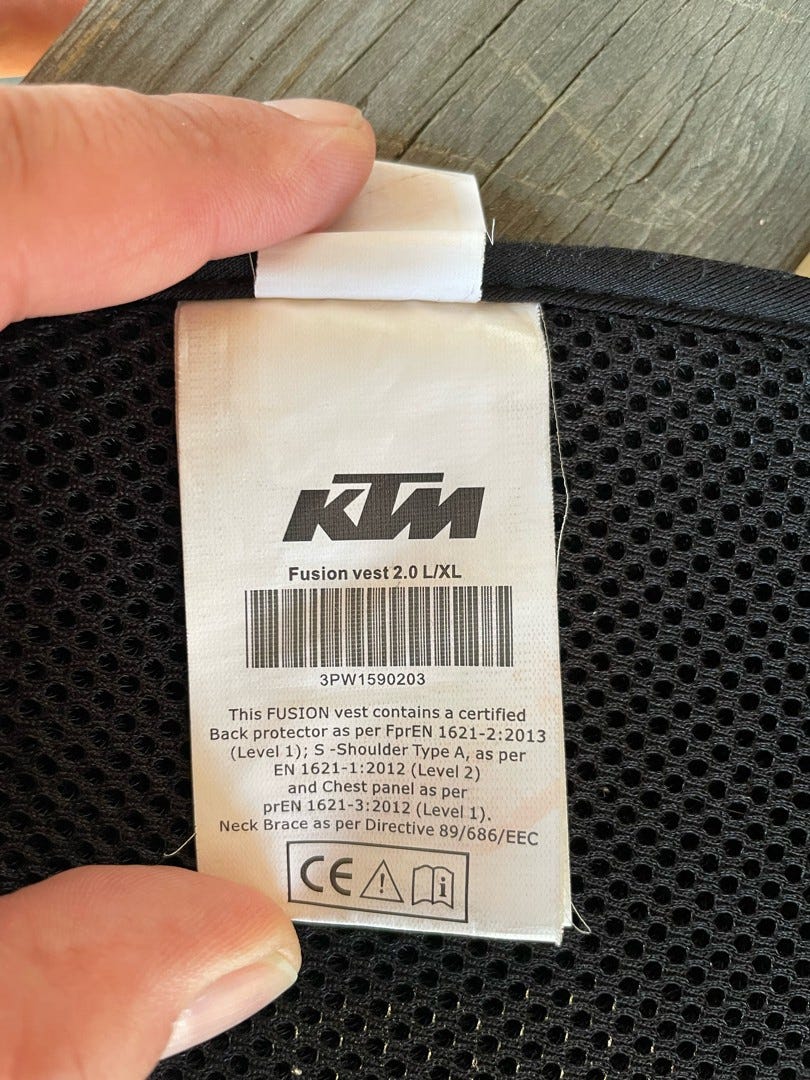 KTM
Fusion vest 2.0 L/XL
3PW1590203
This FUSION vest contains a certified
Back protector as per FprEN 1621-2:2013
(Level 1); S -Shoulder Type A, as per
EN 1621-1:2012 (Level 2)
and Chest panel as per
prEN 1621-3:2012 (Level 1).
Neck Brace as per Directive 89/686/EEC
CE